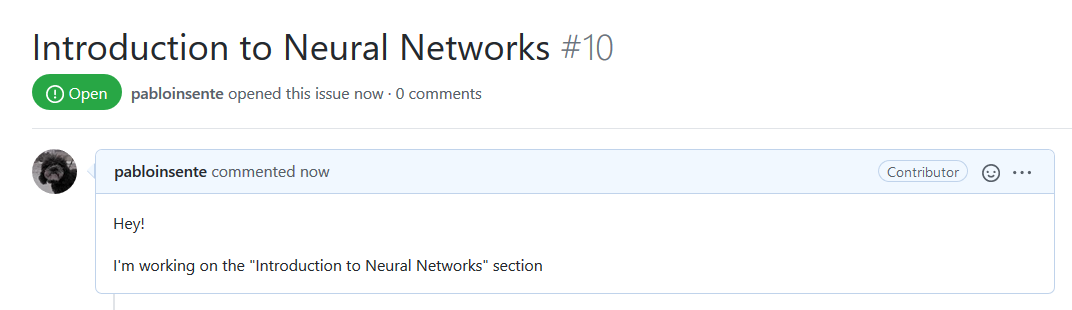 Introduction to Neural Networks #10
Open pabloinsente opened this issue now · 0 comments
pabloinsente commented now Contributor
Hey!
I'm working on the "Introduction to Neural Networks" section